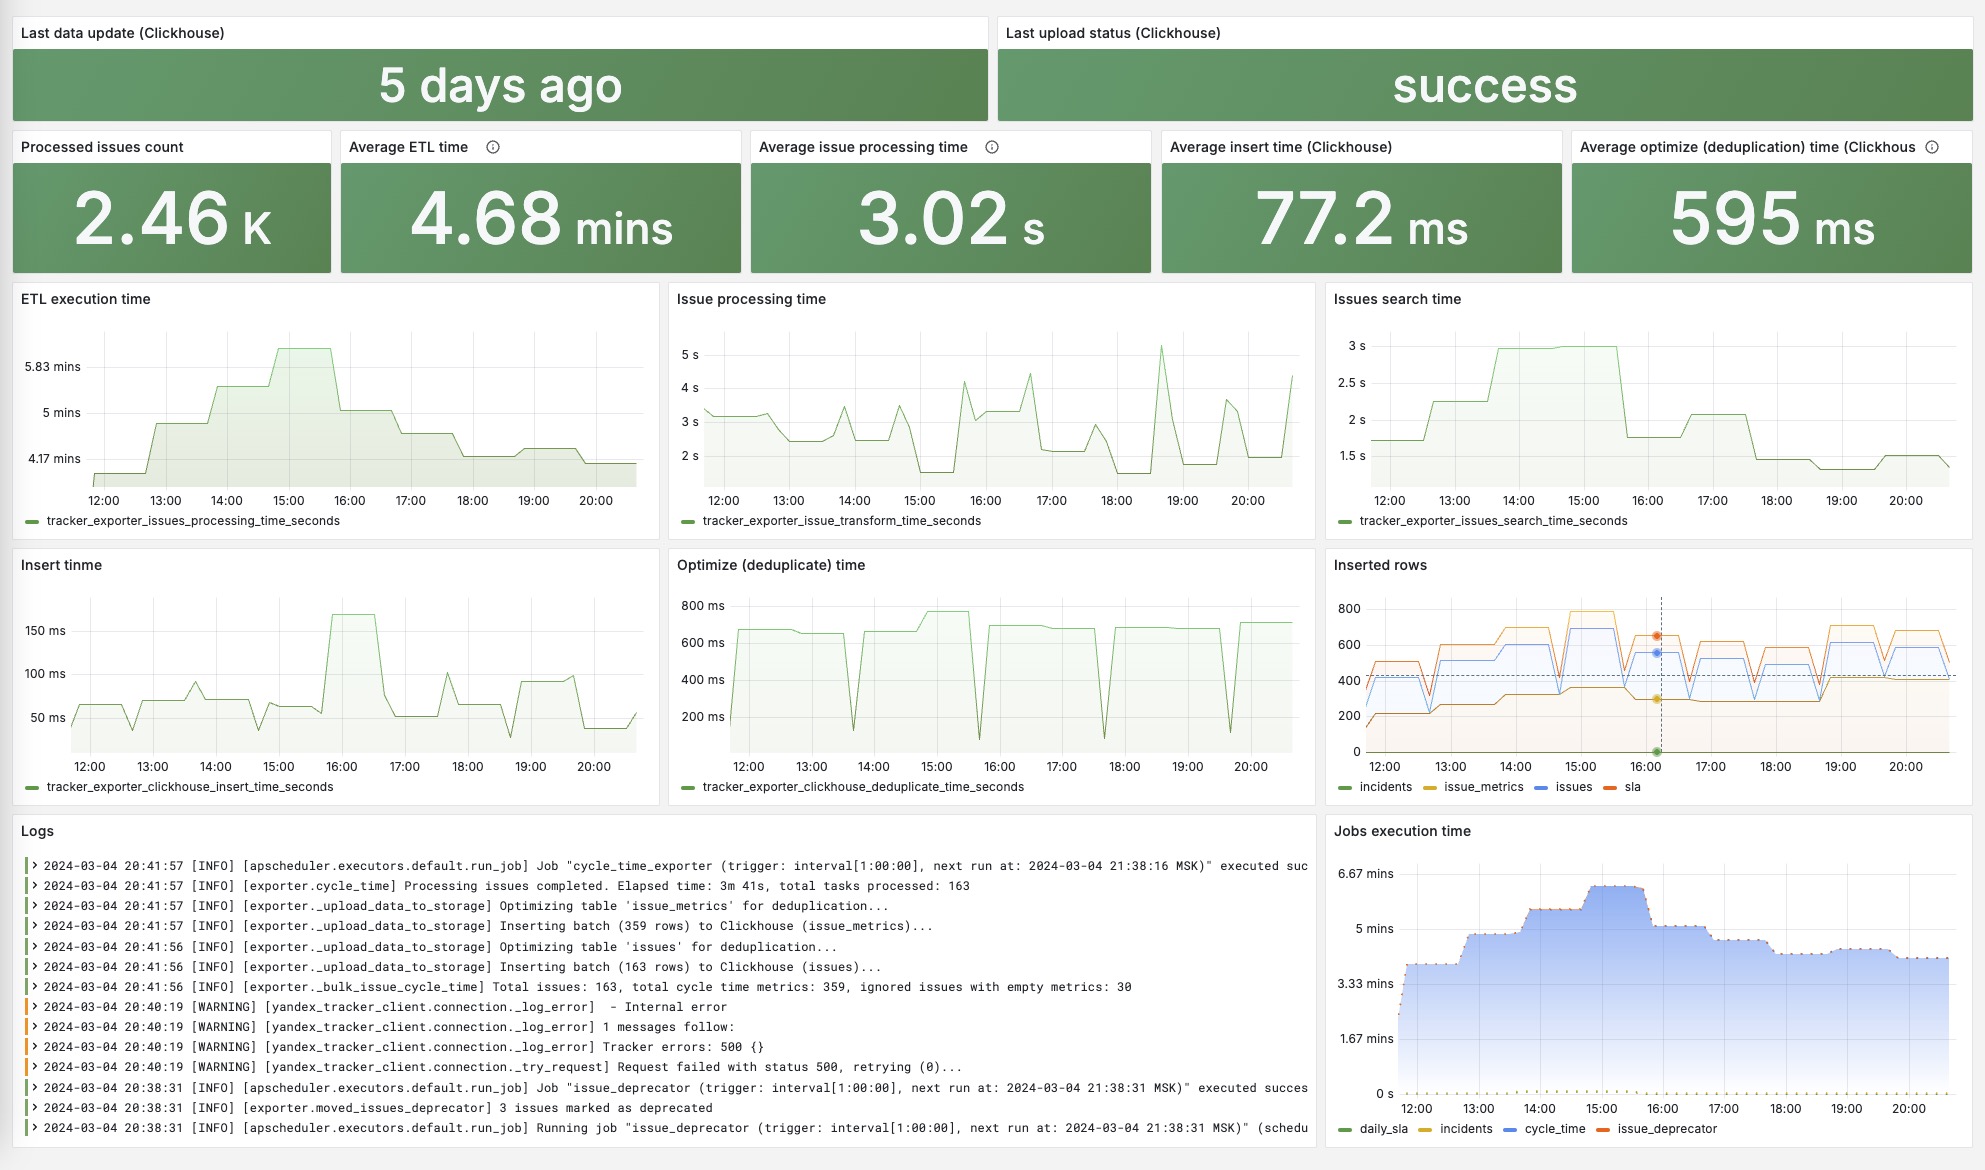 Last data update (Clickhouse)
5 days ago
Last upload status (Clickhouse)
success
Processed issues count
2.46 K
Average ETL time
4.68 mins
Average issue processing time
3.02 s
Average insert time (Clickhouse)
77.2 ms
Average optimize (deduplication) time (Clickhous
595 ms
ETL execution time
5.83 mins
5 mins
4.17 mins
12:00 13:00 14:00 15:00 16:00 17:00 18:00 19:00 20:00
tracker_exporter_issues_processing_time_seconds
Issue processing time
5 s
4 s
3 s
2 s
12:00 13:00 14:00 15:00 16:00 17:00 18:00 19:00 20:00
tracker_exporter_issue_transform_time_seconds
Issues search time
3 s
2.5 s
2 s
1.5 s
12:00 13:00 14:00 15:00 16:00 17:00 18:00 19:00 20:00
tracker_exporter_issues_search_time_seconds
Insert tinme
150 ms
100 ms
50 ms
12:00 13:00 14:00 15:00 16:00 17:00 18:00 19:00 20:00
tracker_exporter_clickhouse_insert_time_seconds
Optimize (deduplicate) time
800 ms
600 ms
400 ms
200 ms
12:00 13:00 14:00 15:00 16:00 17:00 18:00 19:00 20:00
tracker_exporter_clickhouse_deduplicate_time_seconds
Inserted rows
800
600
400
200
0
12:00 13:00 14:00 15:00 16:00 17:00 18:00 19:00 20:00
incidents issue_metrics issues sla
Logs
2024-03-04 20:41:57 [INFO] [apscheduler.executors.default.run_job] Job "cycle_time_exporter (trigger: interval[1:00:00], next run at: 2024-03-04 21:38:16 MSK)" executed suc
2024-03-04 20:41:57 [INFO] [exporter.cycle_time] Processing issues completed. Elapsed time: 3m 41s, total tasks processed: 163
2024-03-04 20:41:57 [INFO] [exporter._upload_data_to_storage] Optimizing table 'issue_metrics' for deduplication...
2024-03-04 20:41:57 [INFO] [exporter._upload_data_to_storage] Inserting batch (359 rows) to Clickhouse (issue_metrics)...
2024-03-04 20:41:56 [INFO] [exporter._upload_data_to_storage] Optimizing table 'issues' for deduplication...
2024-03-04 20:41:56 [INFO] [exporter._upload_data_to_storage] Inserting batch (163 rows) to Clickhouse (issues)...
2024-03-04 20:41:56 [INFO] [exporter._bulk_issue_cycle_time] Total issues: 163, total cycle time metrics: 359, ignored issues with empty metrics: 30
2024-03-04 20:40:19 [WARNING] [yandex_tracker_client.connection._log_error]  - Internal error
2024-03-04 20:40:19 [WARNING] [yandex_tracker_client.connection._log_error] 1 messages follow:
2024-03-04 20:40:19 [WARNING] [yandex_tracker_client.connection._log_error] Tracker errors: 500 {}
2024-03-04 20:40:19 [WARNING] [yandex_tracker_client.connection._try_request] Request failed with status 500, retrying (0)...
2024-03-04 20:38:31 [INFO] [apscheduler.executors.default.run_job] Job "issue_deprecator (trigger: interval[1:00:00], next run at: 2024-03-04 21:38:31 MSK)" executed succes
2024-03-04 20:38:31 [INFO] [exporter.moved_issues_deprecator] 3 issues marked as deprecated
2024-03-04 20:38:31 [INFO] [apscheduler.executors.default.run_job] Running job "issue_deprecator (trigger: interval[1:00:00], next run at: 2024-03-04 21:38:31 MSK)" (schedu
Jobs execution time
6.67 mins
5 mins
3.33 mins
1.67 mins
0 s
12:00 13:00 14:00 15:00 16:00 17:00 18:00 19:00 20:00
daily_sla incidents cycle_time issue_deprecator